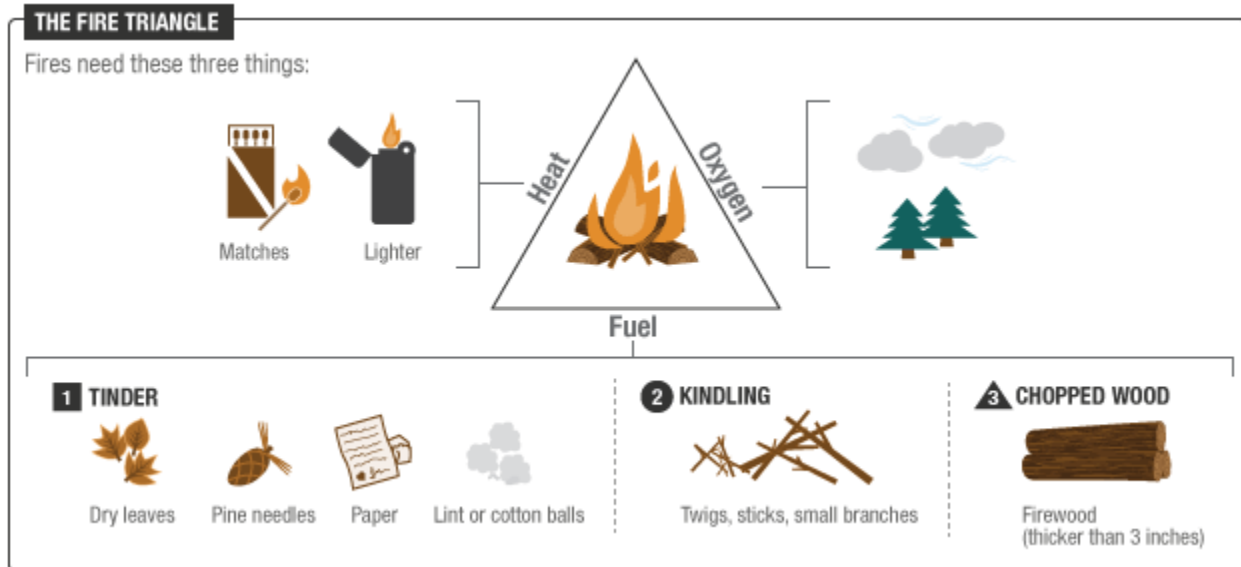 THE FIRE TRIANGLE
Fires need these three things:
Matches
Lighter
Heat
Oxygen
Fuel
1 TINDER
Dry leaves
Pine needles
Paper
Lint or cotton balls
2 KINDLING
Twigs, sticks, small branches
3 CHOPPED WOOD
Firewood
(thicker than 3 inches)